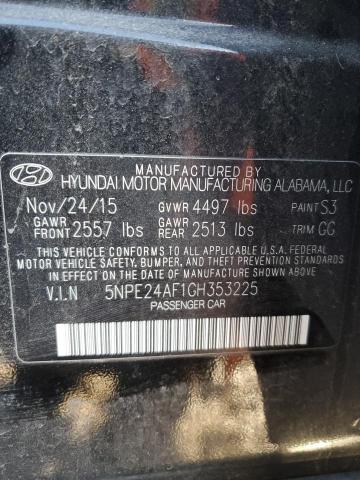 MANUFACTURED BY
HYUNDAI MOTOR MANUFACTURING ALABAMA, LLC
Nov/24/15 GVWR 4497 lbs PAINT S3
GAWR FRONT 2557 lbs GAWR REAR 2513 lbs TRIM GG
THIS VEHICLE CONFORMS TO ALL APPLICABLE U.S.A. FEDERAL
MOTOR VEHICLE SAFETY, BUMPER, AND THEFT PREVENTION
STANDARDS IN EFFECT ON THE DATE OF MANUFACTURE SHOWN ABOVE.
V.I.N 5NPE24AF1GH353225
PASSENGER CAR